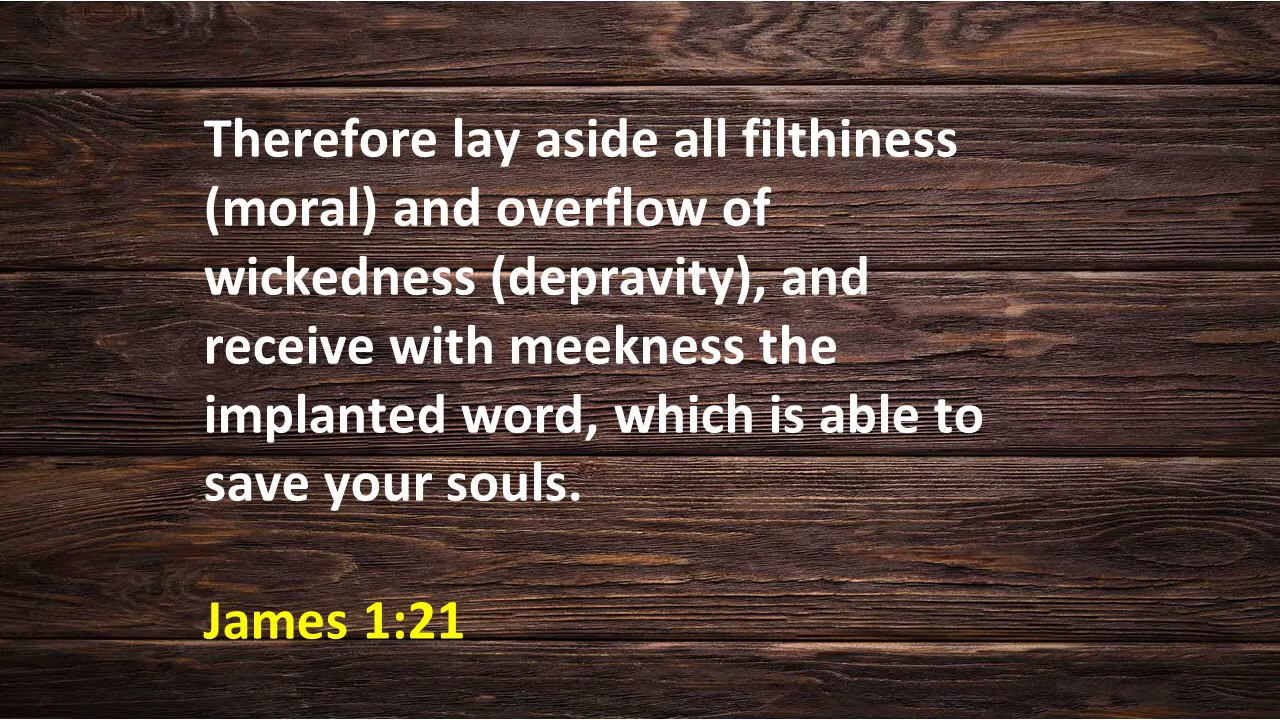 Therefore lay aside all filthiness
(moral) and overflow of
wickedness (depravity), and
receive with meekness the
implanted word, which is able to
save your souls.
James 1:21